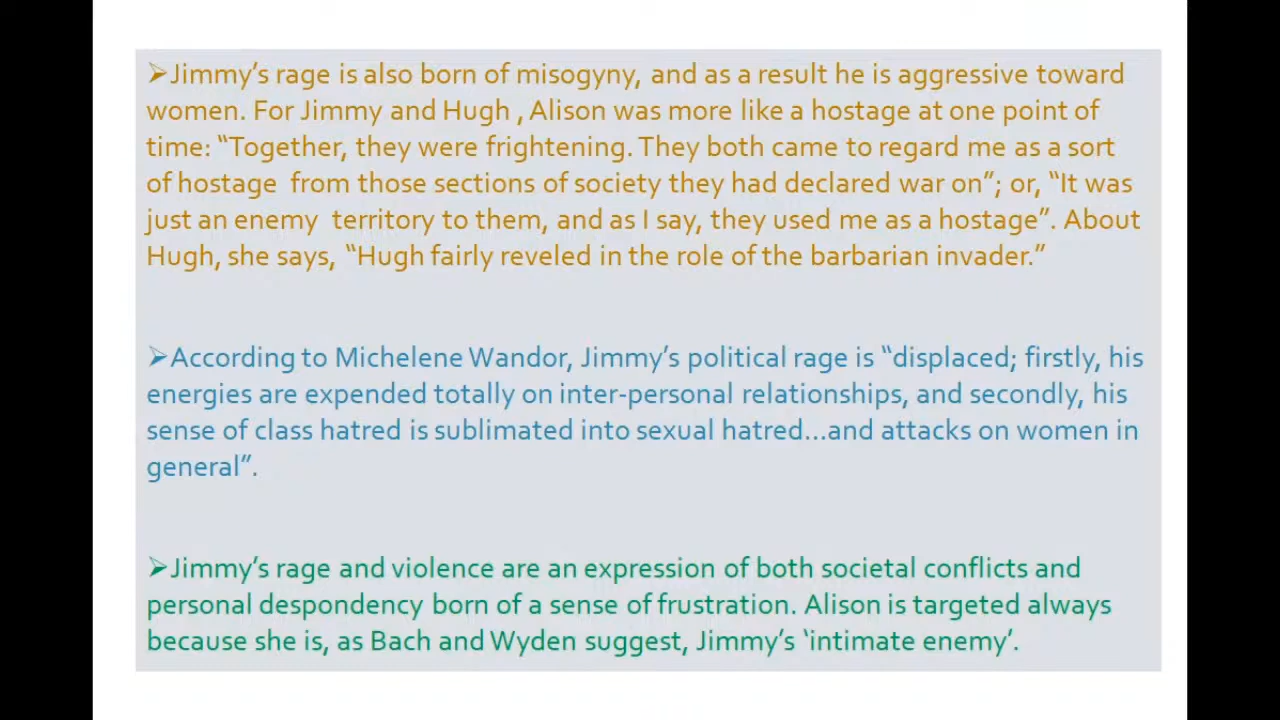 ➢Jimmy’s rage is also born of misogyny, and as a result he is aggressive toward
women. For Jimmy and Hugh , Alison was more like a hostage at one point of
time: “Together, they were frightening. They both came to regard me as a sort
of hostage  from those sections of society they had declared war on”; or, “It was
just an enemy  territory to them, and as I say, they used me as a hostage”. About
Hugh, she says, “Hugh fairly reveled in the role of the barbarian invader.”
➢According to Michelene Wandor, Jimmy’s political rage is “displaced; firstly, his
energies are expended totally on inter-personal relationships, and secondly, his
sense of class hatred is sublimated into sexual hatred...and attacks on women in
general”.
➢Jimmy’s rage and violence are an expression of both societal conflicts and
personal despondency born of a sense of frustration. Alison is targeted always
because she is, as Bach and Wyden suggest, Jimmy’s ‘intimate enemy’.